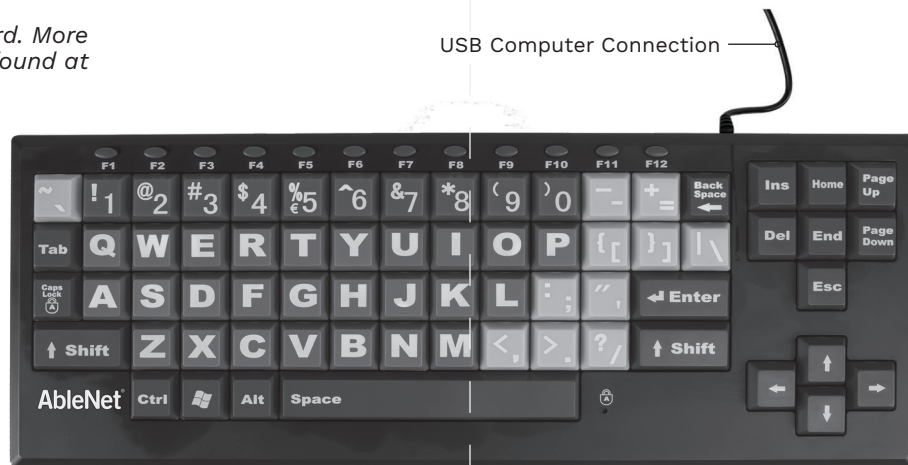 rd. More
ound at
USB Computer Connection
F1 F2 F3 F4 F5 F6 F7 F8 F9 F10 F11 F12
~ ` ! 1 @ 2 # 3 $ 4 % € 5 ^ 6 & 7 * 8 ( 9 ) 0 _ - + = Back Space Ins Home Page Up
Tab Q W E R T Y U I O P { [ } ] | \ Del End Page Down
Caps Lock A S D F G H J K L : ; " ' Enter Esc
Shift Z X C V B N M < , > . ? / Shift
AbleNet® Ctrl Alt Space